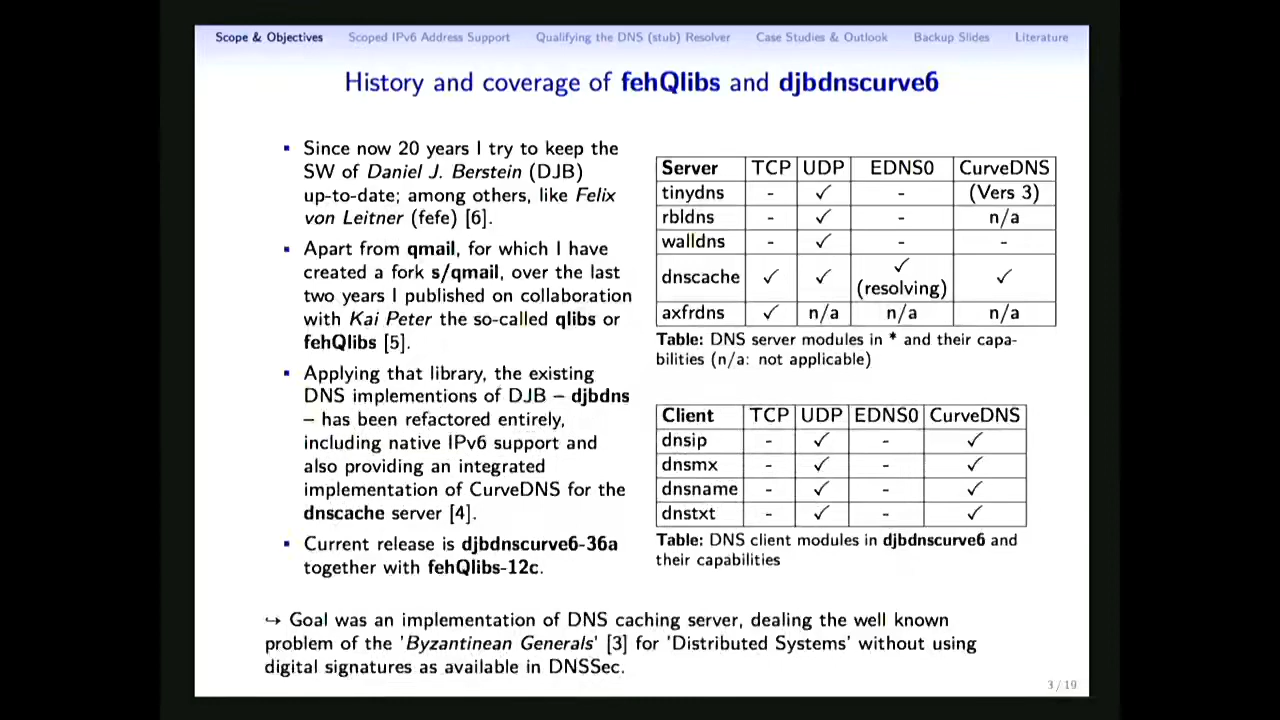 Scope & Objectives Scoped IPv6 Address Support Qualifying the DNS (stub) Resolver Case Studies & Outlook Backup Slides Literature
History and coverage of fehQlibs and djbdnscurve6
▪ Since now 20 years I try to keep the
SW of Daniel J. Berstein (DJB)
up-to-date; among others, like Felix
von Leitner (fefe) [6].
▪ Apart from qmail, for which I have
created a fork s/qmail, over the last
two years I published on collaboration
with Kai Peter the so-called qlibs or
fehQlibs [5].
▪ Applying that library, the existing
DNS implementions of DJB – djbdns
– has been refactored entirely,
including native IPv6 support and
also providing an integrated
implementation of CurveDNS for the
dnscache server [4].
▪ Current release is djbdnscurve6-36a
together with fehQlibs-12c.
Server TCP UDP EDNS0 CurveDNS
tinydns - ✓ - (Vers 3)
rbldns - ✓ - n/a
walldns - ✓ - -
dnscache ✓ ✓ ✓ ✓
(resolving)
axfrdns ✓ n/a n/a n/a
Table: DNS server modules in * and their capa-
bilities (n/a: not applicable)
Client TCP UDP EDNS0 CurveDNS
dnsip - ✓ - ✓
dnsmx - ✓ - ✓
dnsname - ✓ - ✓
dnstxt - ✓ - ✓
Table: DNS client modules in djbdnscurve6 and
their capabilities
↪ Goal was an implementation of DNS caching server, dealing the well known
problem of the 'Byzantinean Generals' [3] for 'Distributed Systems' without using
digital signatures as available in DNSSec.
3 / 19